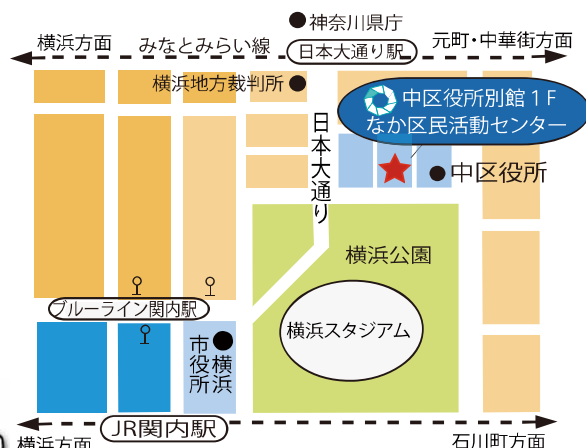 神奈川県庁
横浜方面
みなとみらい線
日本大通り駅
元町・中華街方面
横浜地方裁判所
中区役所別館１F
なか区民活動センター
日本大通り
中区役所
横浜公園
ブルーライン関内駅
横浜スタジアム
横浜
市役所
JR関内駅
横浜方面
石川町方面